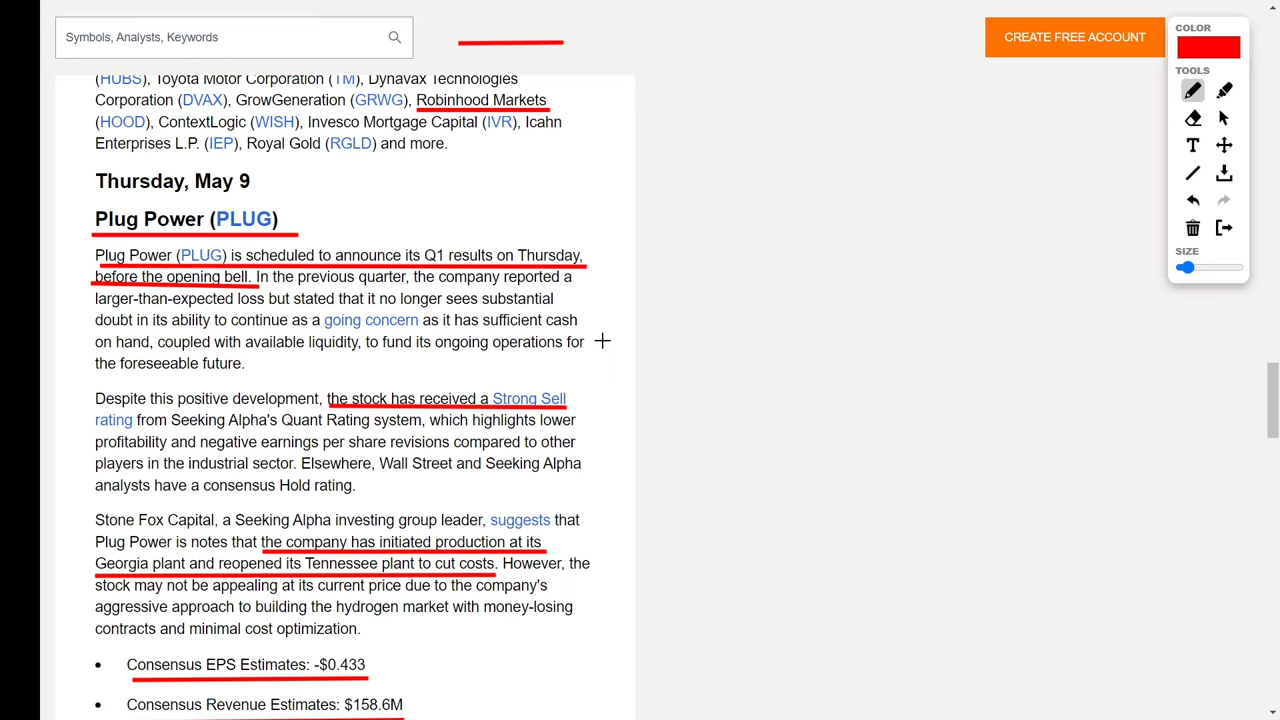 Symbols, Analysts, Keywords
CREATE FREE ACCOUNT
COLOR
TOOLS
T
SIZE
(HUBS), Toyota Motor Corporation (TM), Dynavax Technologies
Corporation (DVAX), GrowGeneration (GRWG), Robinhood Markets
(HOOD), ContextLogic (WISH), Invesco Mortgage Capital (IVR), Icahn
Enterprises L.P. (IEP), Royal Gold (RGLD) and more.
Thursday, May 9
Plug Power (PLUG)
Plug Power (PLUG) is scheduled to announce its Q1 results on Thursday,
before the opening bell. In the previous quarter, the company reported a
larger-than-expected loss but stated that it no longer sees substantial
doubt in its ability to continue as a going concern as it has sufficient cash
on hand, coupled with available liquidity, to fund its ongoing operations for
the foreseeable future.
Despite this positive development, the stock has received a Strong Sell
rating from Seeking Alpha's Quant Rating system, which highlights lower
profitability and negative earnings per share revisions compared to other
players in the industrial sector. Elsewhere, Wall Street and Seeking Alpha
analysts have a consensus Hold rating.
Stone Fox Capital, a Seeking Alpha investing group leader, suggests that
Plug Power is notes that the company has initiated production at its
Georgia plant and reopened its Tennessee plant to cut costs. However, the
stock may not be appealing at its current price due to the company's
aggressive approach to building the hydrogen market with money-losing
contracts and minimal cost optimization.
• Consensus EPS Estimates: -$0.433
• Consensus Revenue Estimates: $158.6M